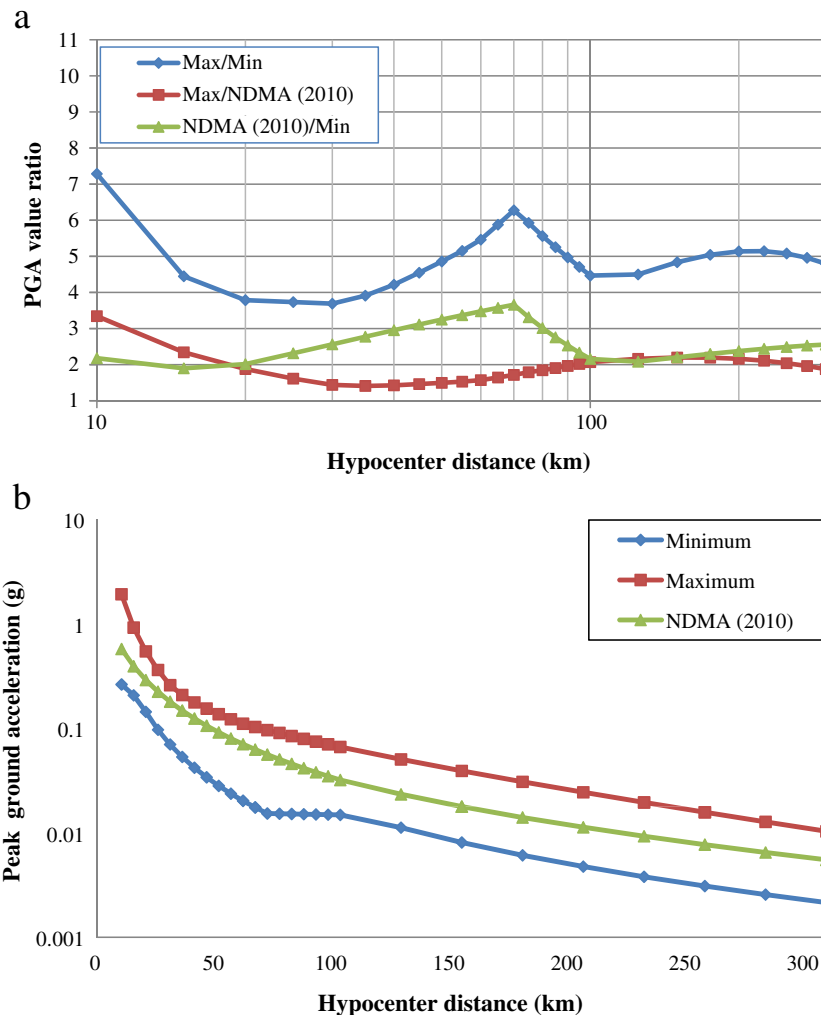 a
11
10
9
8
7
6
5
4
3
2
1
Max/Min
Max/NDMA (2010)
NDMA (2010)/Min
PGA value ratio
10
100
Hypocenter distance (km)
b
10
1
0.1
0.01
0.001
Minimum
Maximum
NDMA (2010)
Peak ground acceleration (g)
0
50
100
150
200
250
300
Hypocenter distance (km)